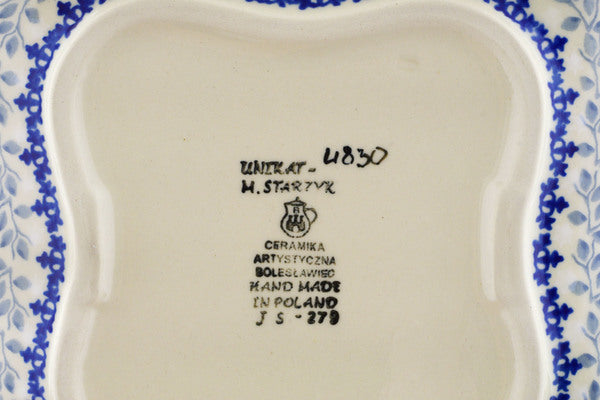 UNIKAT - 4830
M. STARZYK
CERAMIKA
ARTYSTYCZNA
BOLESŁAWIEC
HAND MADE
IN POLAND
J S - 279